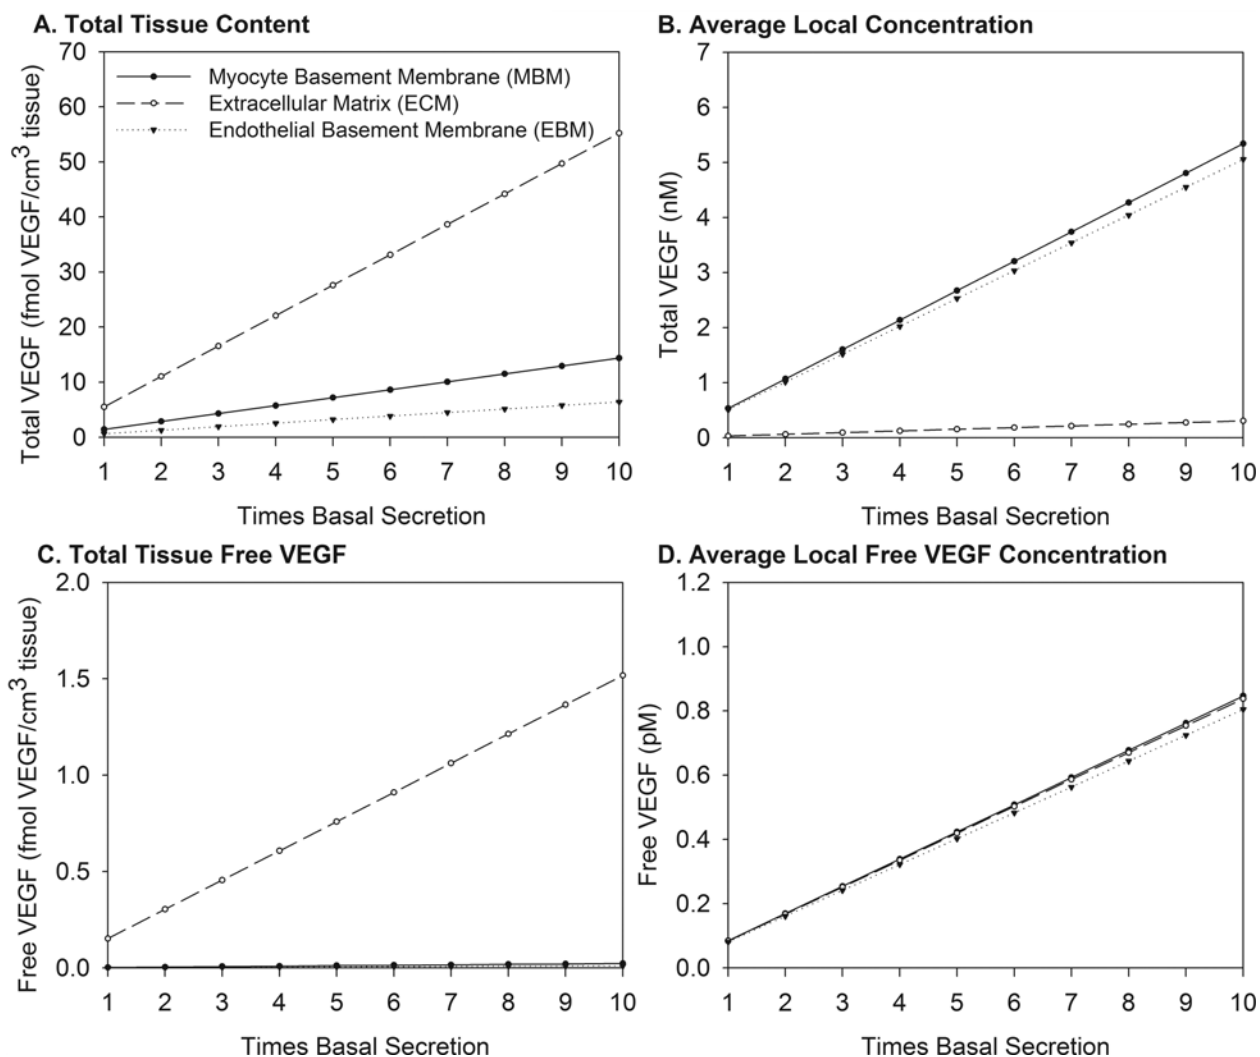 A. Total Tissue Content
70
60
50
40
30
20
10
0
Total VEGF (fmol VEGF/cm³ tissue)
Myocyte Basement Membrane (MBM)
Extracellular Matrix (ECM)
Endothelial Basement Membrane (EBM)
1 2 3 4 5 6 7 8 9 10
Times Basal Secretion
B. Average Local Concentration
7
6
5
4
3
2
1
0
Total VEGF (nM)
1 2 3 4 5 6 7 8 9 10
Times Basal Secretion
C. Total Tissue Free VEGF
2.0
1.5
1.0
0.5
0.0
Free VEGF (fmol VEGF/cm³ tissue)
1 2 3 4 5 6 7 8 9 10
Times Basal Secretion
D. Average Local Free VEGF Concentration
1.2
1.0
0.8
0.6
0.4
0.2
0.0
Free VEGF (pM)
1 2 3 4 5 6 7 8 9 10
Times Basal Secretion